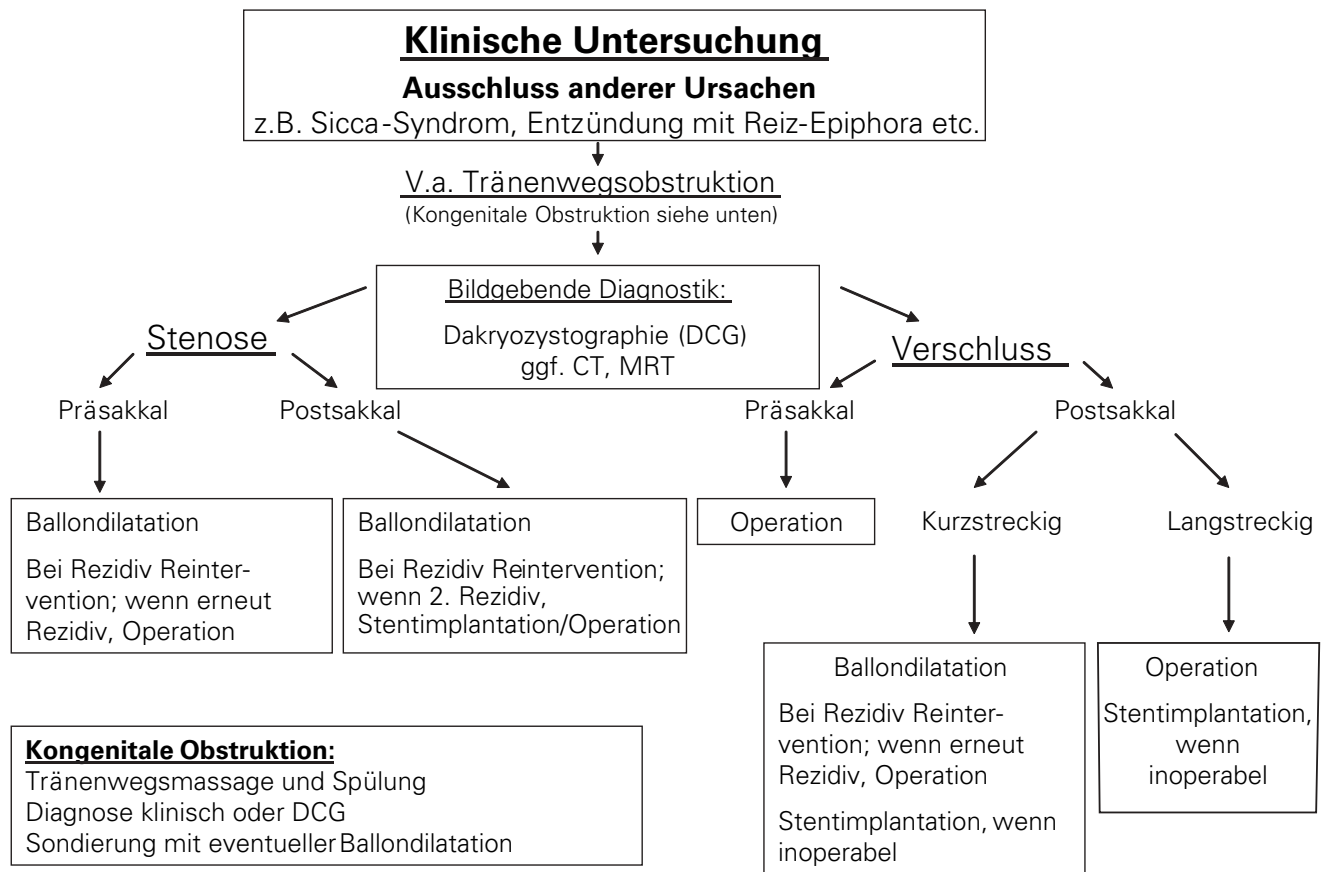 Klinische Untersuchung
Ausschluss anderer Ursachen
z.B. Sicca-Syndrom, Entzündung mit Reiz-Epiphora etc.
V.a. Tränenwegsobstruktion
(Kongenitale Obstruktion siehe unten)
Bildgebende Diagnostik:
Dakryozystographie (DCG)
ggf. CT, MRT
Stenose
Präsakkal
Postsakkal
Ballondilatation
Bei Rezidiv Reinter-
vention; wenn erneut
Rezidiv, Operation
Ballondilatation
Bei Rezidiv Reintervention;
wenn 2. Rezidiv,
Stentimplantation/Operation
Verschluss
Präsakkal
Postsakkal
Operation
Kurzstreckig
Langstreckig
Ballondilatation
Bei Rezidiv Reinter-
vention; wenn erneut
Rezidiv, Operation
Stentimplantation, wenn
inoperabel
Operation
Stentimplantation,
wenn
inoperabel
Kongenitale Obstruktion:
Tränenwegsmassage und Spülung
Diagnose klinisch oder DCG
Sondierung mit eventueller Ballondilatation